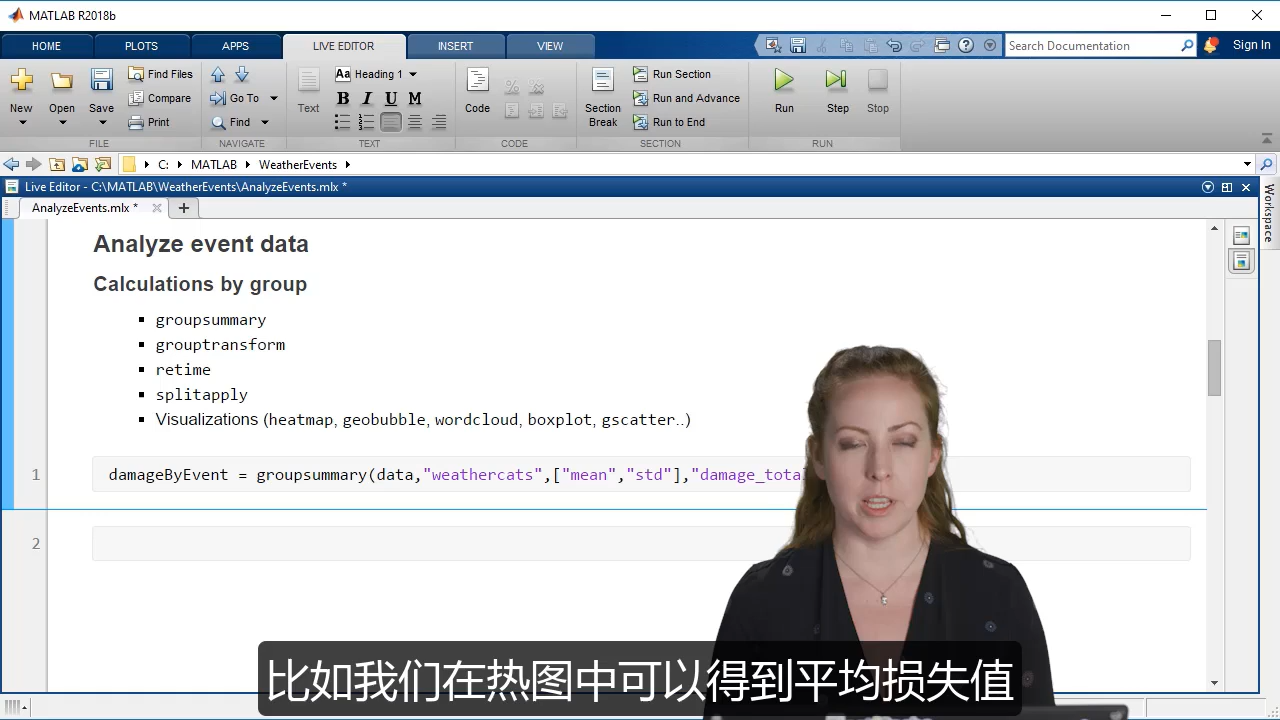 MATLAB R2018b
HOME PLOTS APPS LIVE EDITOR INSERT VIEW Search Documentation Sign In
New Open Save Find Files Compare Print Go To Find Text Aa Heading 1 B I U M Code Section Break Run Section Run and Advance Run to End Run Step Stop
FILE NAVIGATE TEXT CODE SECTION RUN
C: MATLAB WeatherEvents
Live Editor - C:\MATLAB\WeatherEvents\AnalyzeEvents.mlx *
AnalyzeEvents.mlx *
Workspace
Analyze event data
Calculations by group
groupsummary
grouptransform
retime
splitapply
Visualizations (heatmap, geobubble, wordcloud, boxplot, gscatter..)
1 damageByEvent = groupsummary(data,"weathercats",["mean","std"],"damage_total
2
比如我们在热图中可以得到平均损失值